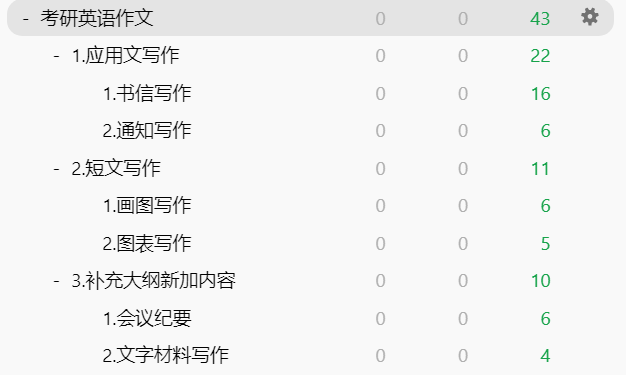 - 考研英语作文 0 0 43
- 1.应用文写作 0 0 22
1.书信写作 0 0 16
2.通知写作 0 0 6
- 2.短文写作 0 0 11
1.画图写作 0 0 6
2.图表写作 0 0 5
- 3.补充大纲新加内容 0 0 10
1.会议纪要 0 0 6
2.文字材料写作 0 0 4